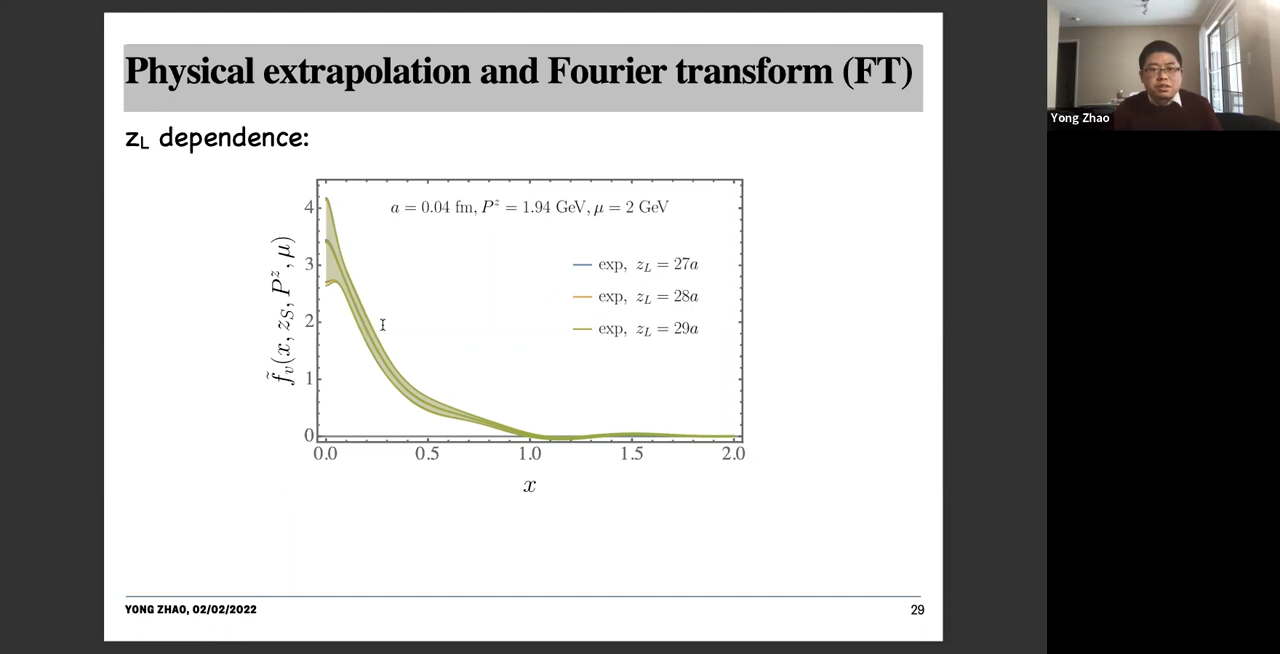 Physical extrapolation and Fourier transform (FT)
z_L dependence:
a = 0.04 fm, P^z = 1.94 GeV, μ = 2 GeV
exp, z_L = 27a
exp, z_L = 28a
exp, z_L = 29a
f̃_v(x, z_S, P^z, μ)
4
3
2
1
0
0.0 0.5 1.0 1.5 2.0
x
YONG ZHAO, 02/02/2022 29
Yong Zhao